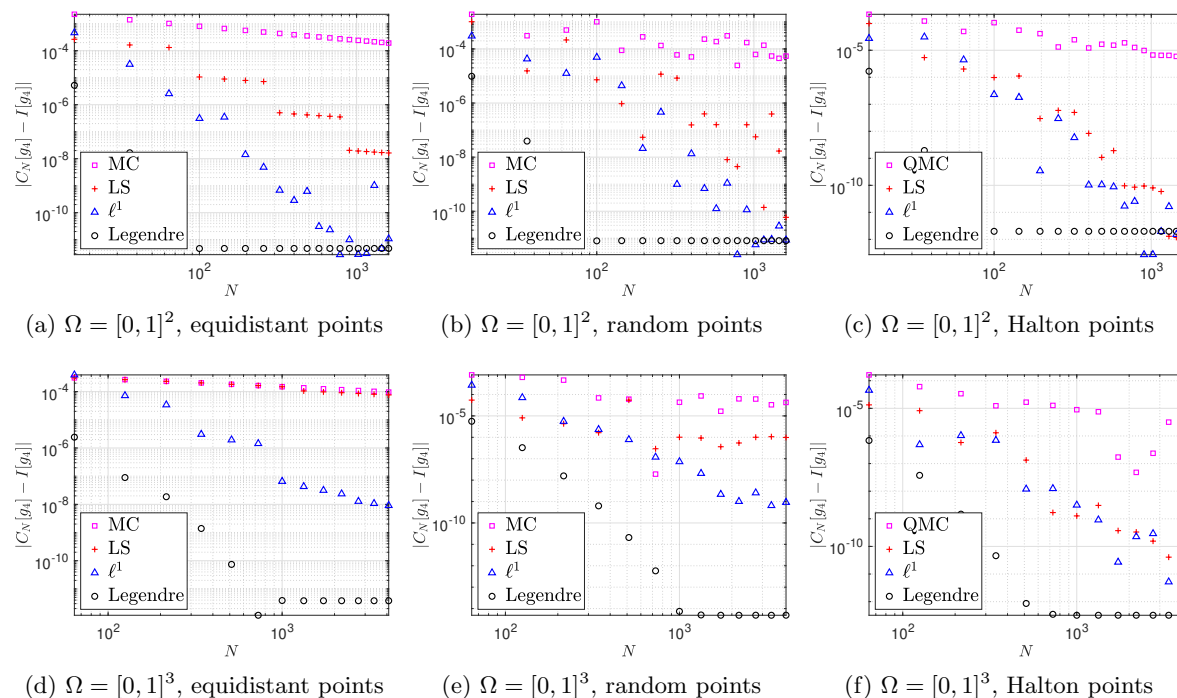 10^{-4}
10^{-6}
10^{-8}
10^{-10}
|C_N[g_4] − I[g_4]|
MC
LS
ℓ^1
Legendre
10^2
10^3
N
(a) Ω = [0, 1]^2, equidistant points
10^{-4}
10^{-6}
10^{-8}
10^{-10}
|C_N[g_4] − I[g_4]|
MC
LS
ℓ^1
Legendre
10^2
10^3
N
(b) Ω = [0, 1]^2, random points
10^{-5}
10^{-10}
|C_N[g_4] − I[g_4]|
QMC
LS
ℓ^1
Legendre
10^2
10^3
N
(c) Ω = [0, 1]^2, Halton points
10^{-4}
10^{-6}
10^{-8}
10^{-10}
|C_N[g_4] − I[g_4]|
MC
LS
ℓ^1
Legendre
10^2
10^3
N
(d) Ω = [0, 1]^3, equidistant points
10^{-5}
10^{-10}
|C_N[g_4] − I[g_4]|
MC
LS
ℓ^1
Legendre
10^2
10^3
N
(e) Ω = [0, 1]^3, random points
10^{-5}
10^{-10}
|C_N[g_4] − I[g_4]|
QMC
LS
ℓ^1
Legendre
10^2
10^3
N
(f) Ω = [0, 1]^3, Halton points